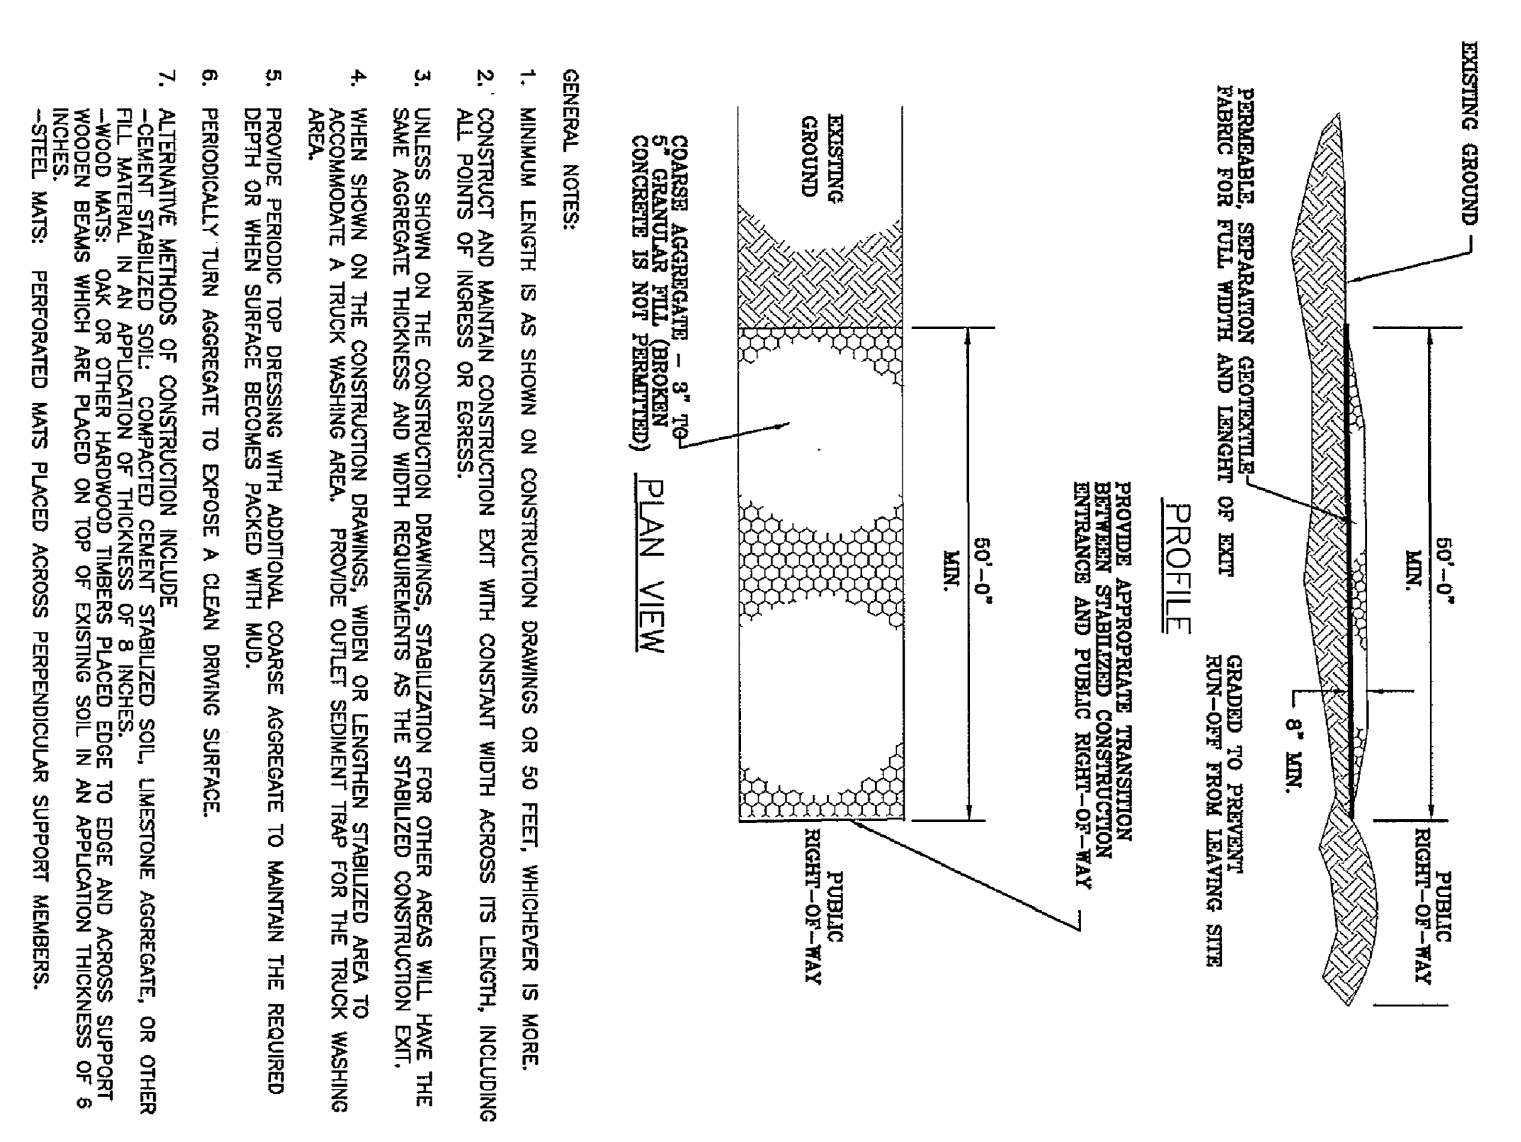 EXISTING GROUND
50'-0"
MIN.
PUBLIC
RIGHT-OF-WAY
8" MIN.
PERMEABLE, SEPARATION GEOTEXTILE
FABRIC FOR FULL WIDTH AND LENGHT OF EXIT
GRADED TO PREVENT
RUN-OFF FROM LEAVING SITE
PROFILE
PROVIDE APPROPRIATE TRANSITION
BETWEEN STABILIZED CONSTRUCTION
ENTRANCE AND PUBLIC RIGHT-OF-WAY
50'-0"
MIN.
EXISTING
GROUND
PUBLIC
RIGHT-OF-WAY
COARSE AGGREGATE - 3" TO
5" GRANULAR FILL (BROKEN
CONCRETE IS NOT PERMITTED)
PLAN VIEW
GENERAL NOTES:
1. MINIMUM LENGTH IS AS SHOWN ON CONSTRUCTION DRAWINGS OR 50 FEET, WHICHEVER IS MORE.
2. CONSTRUCT AND MAINTAIN CONSTRUCTION EXIT WITH CONSTANT WIDTH ACROSS ITS LENGTH, INCLUDING
ALL POINTS OF INGRESS OR EGRESS.
3. UNLESS SHOWN ON THE CONSTRUCTION DRAWINGS, STABILIZATION FOR OTHER AREAS WILL HAVE THE
SAME AGGREGATE THICKNESS AND WIDTH REQUIREMENTS AS THE STABILIZED CONSTRUCTION EXIT.
4. WHEN SHOWN ON THE CONSTRUCTION DRAWINGS, WIDEN OR LENGTHEN STABILIZED AREA TO
ACCOMMODATE A TRUCK WASHING AREA. PROVIDE OUTLET SEDIMENT TRAP FOR THE TRUCK WASHING
AREA.
5. PROVIDE PERIODIC TOP DRESSING WITH ADDITIONAL COARSE AGGREGATE TO MAINTAIN THE REQUIRED
DEPTH OR WHEN SURFACE BECOMES PACKED WITH MUD.
6. PERIODICALLY TURN AGGREGATE TO EXPOSE A CLEAN DRIVING SURFACE.
7. ALTERNATIVE METHODS OF CONSTRUCTION INCLUDE
-CEMENT STABILIZED SOIL: COMPACTED CEMENT STABILIZED SOIL, LIMESTONE AGGREGATE, OR OTHER
FILL MATERIAL IN AN APPLICATION OF THICKNESS OF 8 INCHES.
-WOOD MATS: OAK OR OTHER HARDWOOD TIMBERS PLACED EDGE TO EDGE AND ACROSS SUPPORT
WOODEN BEAMS WHICH ARE PLACED ON TOP OF EXISTING SOIL IN AN APPLICATION THICKNESS OF 6
INCHES.
-STEEL MATS: PERFORATED MATS PLACED ACROSS PERPENDICULAR SUPPORT MEMBERS.